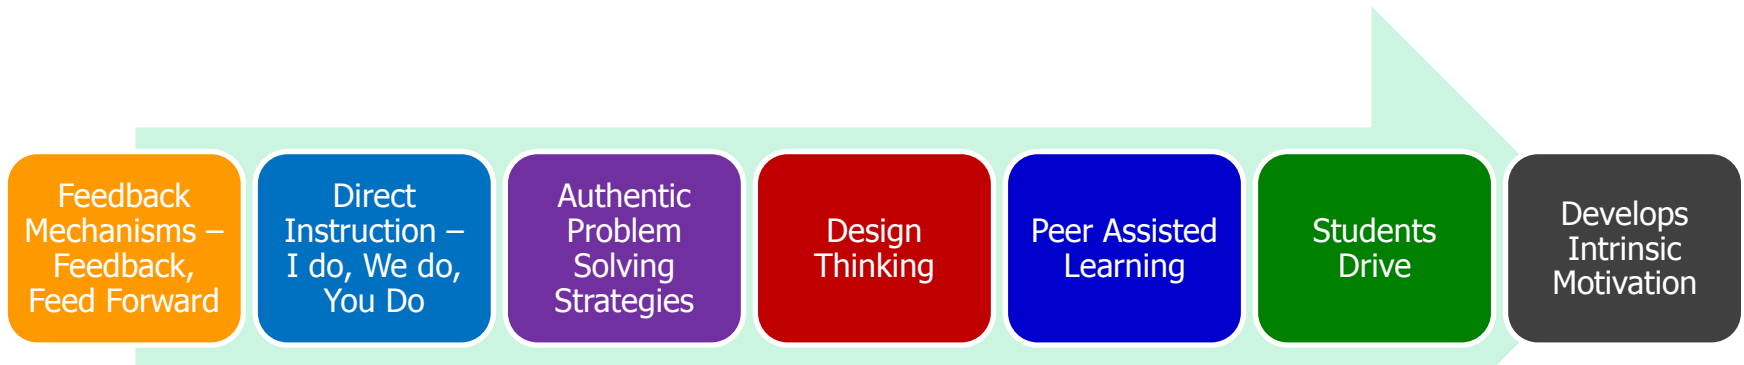 Feedback
Mechanisms –
Feedback,
Feed Forward
Direct
Instruction –
I do, We do,
You Do
Authentic
Problem
Solving
Strategies
Design
Thinking
Peer Assisted
Learning
Students
Drive
Develops
Intrinsic
Motivation